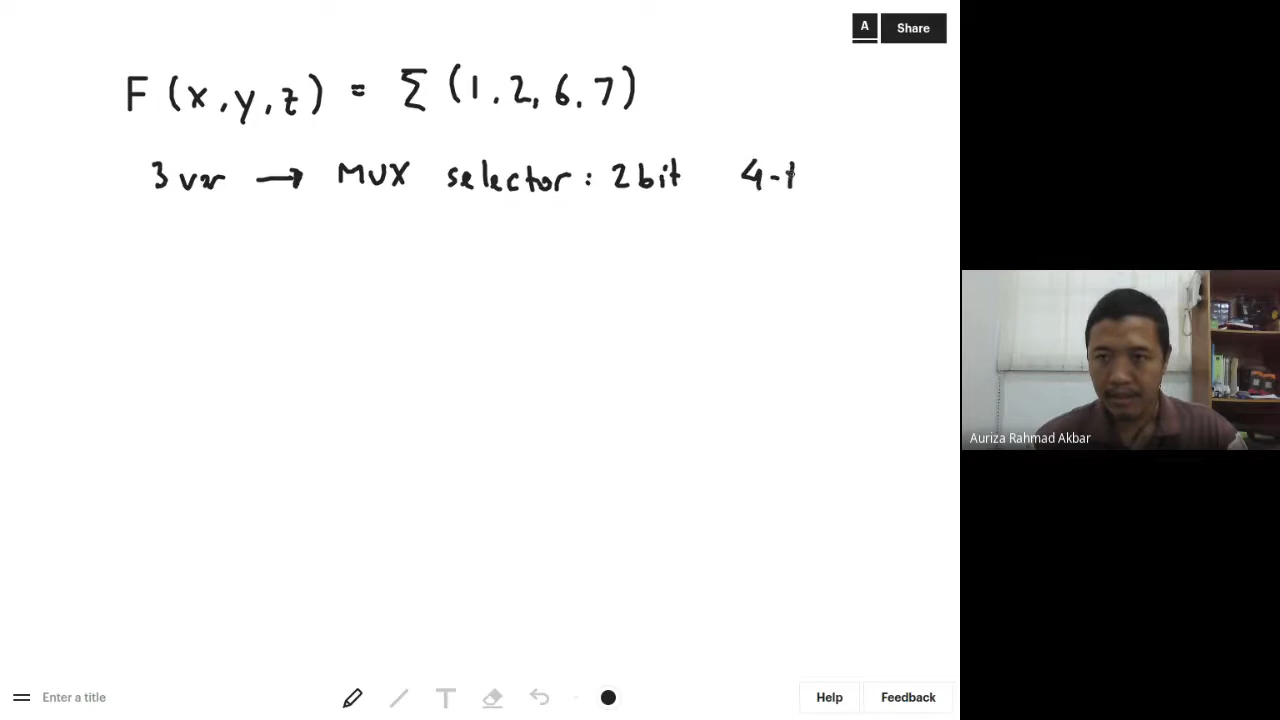 A Share
F (x, y, z) = Σ (1, 2, 6, 7)
3 var → MUX selector : 2 bit 4-t
Auriza Rahmad Akbar
Enter a title
T
Help Feedback